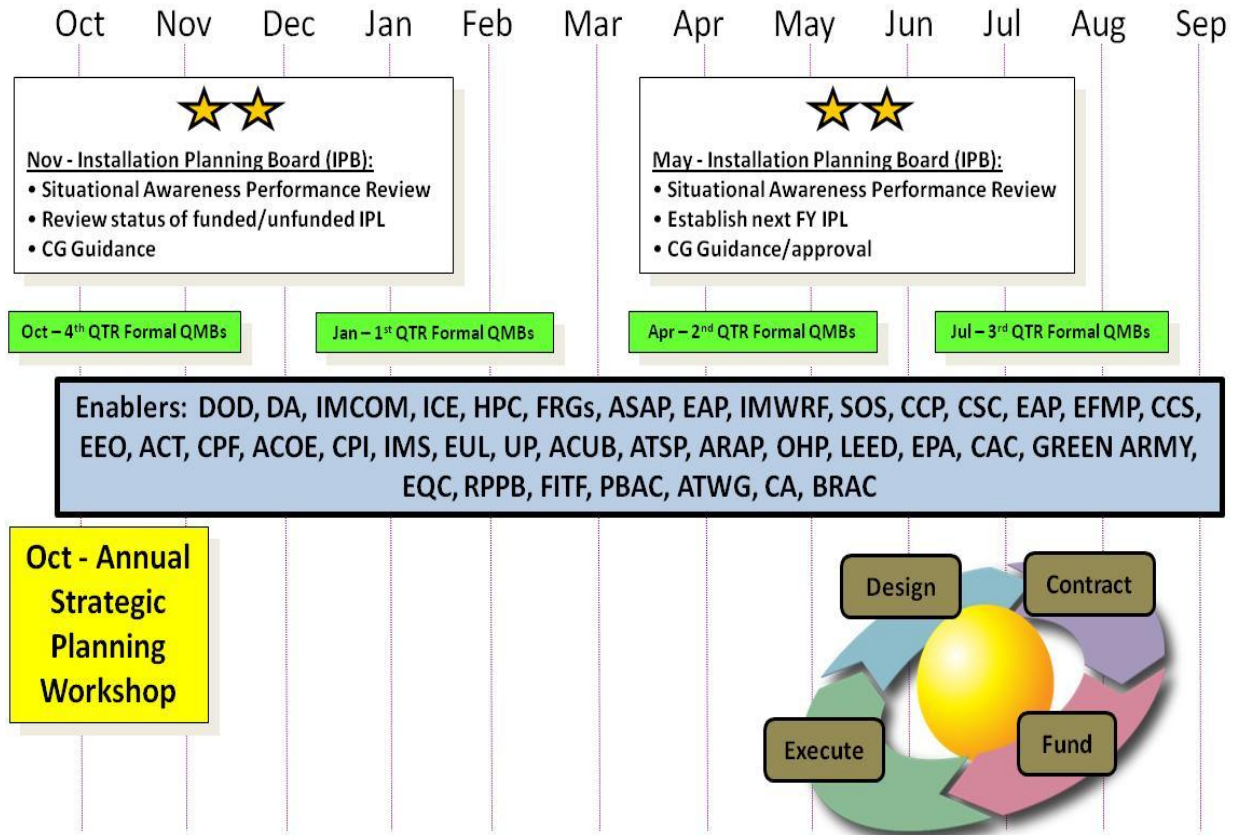 Oct Nov Dec Jan Feb Mar Apr May Jun Jul Aug Sep
Nov - Installation Planning Board (IPB):
• Situational Awareness Performance Review
• Review status of funded/unfunded IPL
• CG Guidance
May - Installation Planning Board (IPB):
• Situational Awareness Performance Review
• Establish next FY IPL
• CG Guidance/approval
Oct – 4th QTR Formal QMBs
Jan – 1st QTR Formal QMBs
Apr – 2nd QTR Formal QMBs
Jul – 3rd QTR Formal QMBs
Enablers: DOD, DA, IMCOM, ICE, HPC, FRGs, ASAP, EAP, IMWRF, SOS, CCP, CSC, EAP, EFMP, CCS,
EEO, ACT, CPF, ACOE, CPI, IMS, EUL, UP, ACUB, ATSP, ARAP, OHP, LEED, EPA, CAC, GREEN ARMY,
EQC, RPPB, FITF, PBAC, ATWG, CA, BRAC
Oct - Annual
Strategic
Planning
Workshop
Design
Contract
Execute
Fund